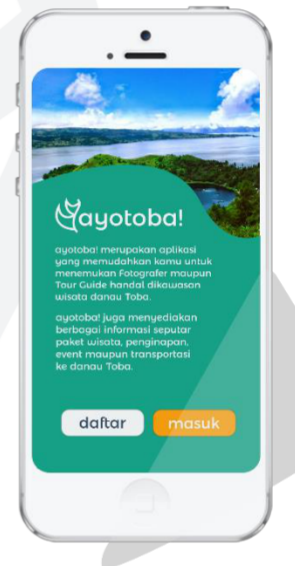 ayotoba!
ayotoba! merupakan aplikasi
yang memudahkan kamu untuk
menemukan Fotografer maupun
Tour Guide handal dikawasan
wisata danau Toba.
ayotoba! juga menyediakan
berbagai informasi seputar
paket wisata, penginapan,
event maupun transportasi
ke danau Toba.
daftar masuk